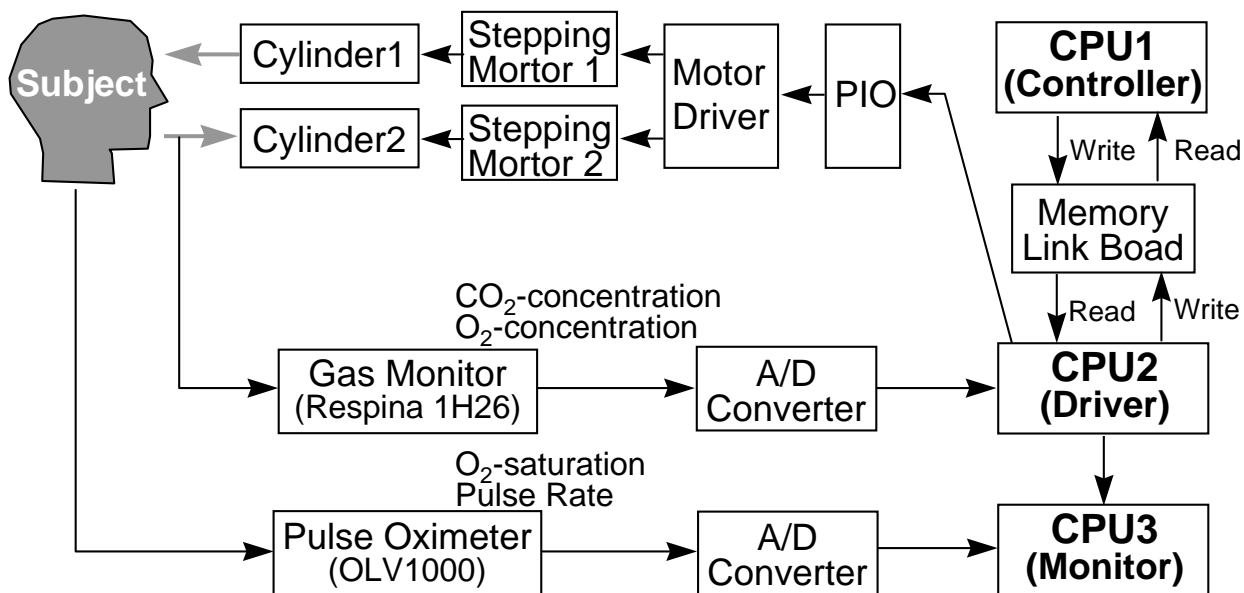 Subject
Cylinder1
Stepping
Mortor 1
Motor
Driver
PIO
CPU1
(Controller)
Cylinder2
Stepping
Mortor 2
Write
Read
Memory
Link Boad
Read
Write
CO₂-concentration
O₂-concentration
Gas Monitor
(Respina 1H26)
A/D
Converter
CPU2
(Driver)
O₂-saturation
Pulse Rate
Pulse Oximeter
(OLV1000)
A/D
Converter
CPU3
(Monitor)